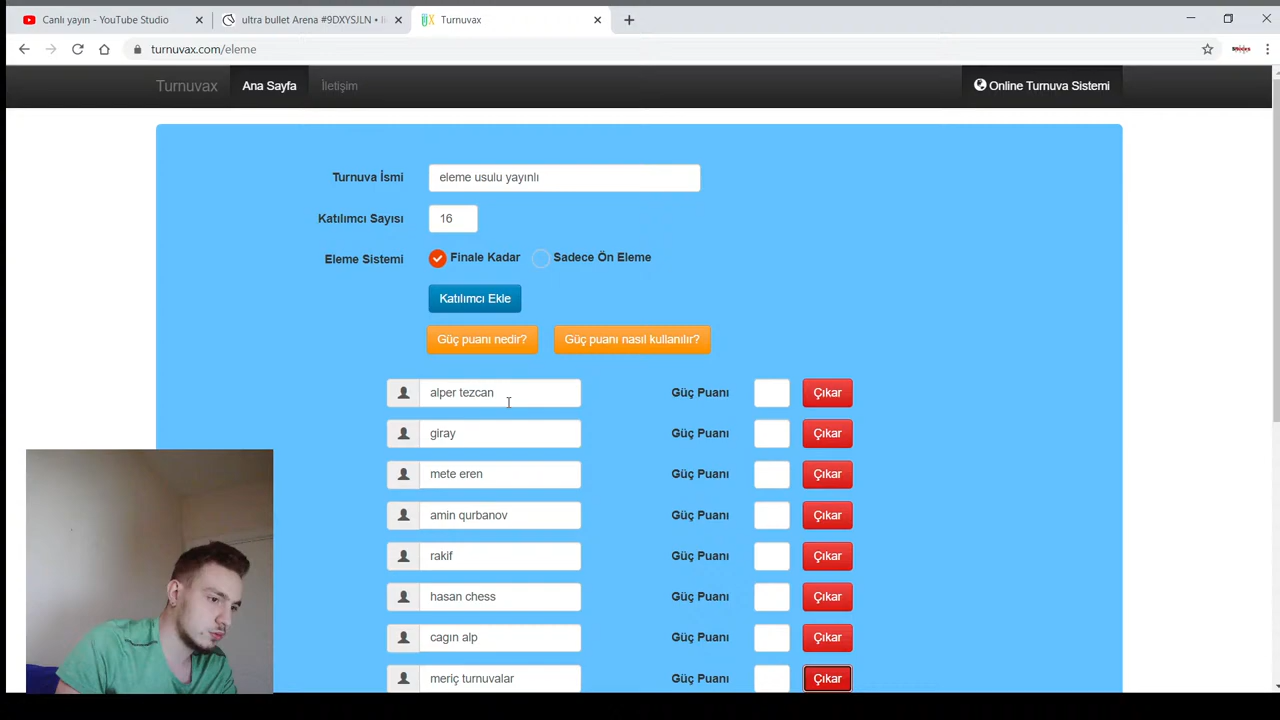 Canlı yayın - YouTube Studio
ultra bullet Arena #9DXYSJLN • li
Turnuvax
turnuvax.com/eleme
Turnuvax Ana Sayfa İletişim Online Turnuva Sistemi
Turnuva İsmi eleme usulu yayınlı
Katılımcı Sayısı 16
Eleme Sistemi Finale Kadar Sadece Ön Eleme
Katılımcı Ekle
Güç puanı nedir? Güç puanı nasıl kullanılır?
alper tezcan Güç Puanı Çıkar
giray Güç Puanı Çıkar
mete eren Güç Puanı Çıkar
amin qurbanov Güç Puanı Çıkar
rakif Güç Puanı Çıkar
hasan chess Güç Puanı Çıkar
cagın alp Güç Puanı Çıkar
meriç turnuvalar Güç Puanı Çıkar